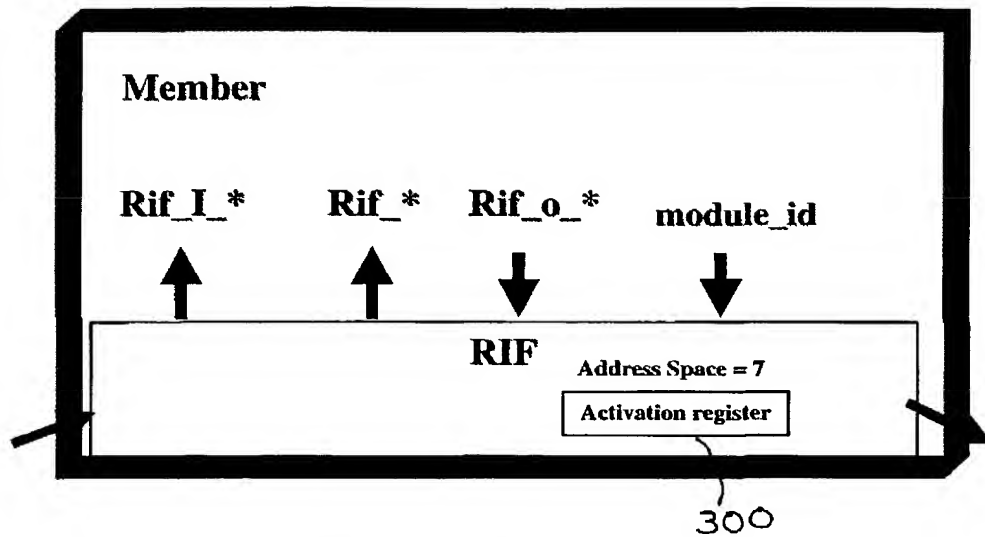 Member
Rif_I_* Rif_* Rif_o_* module_id
RIF
Address Space = 7
Activation register
300